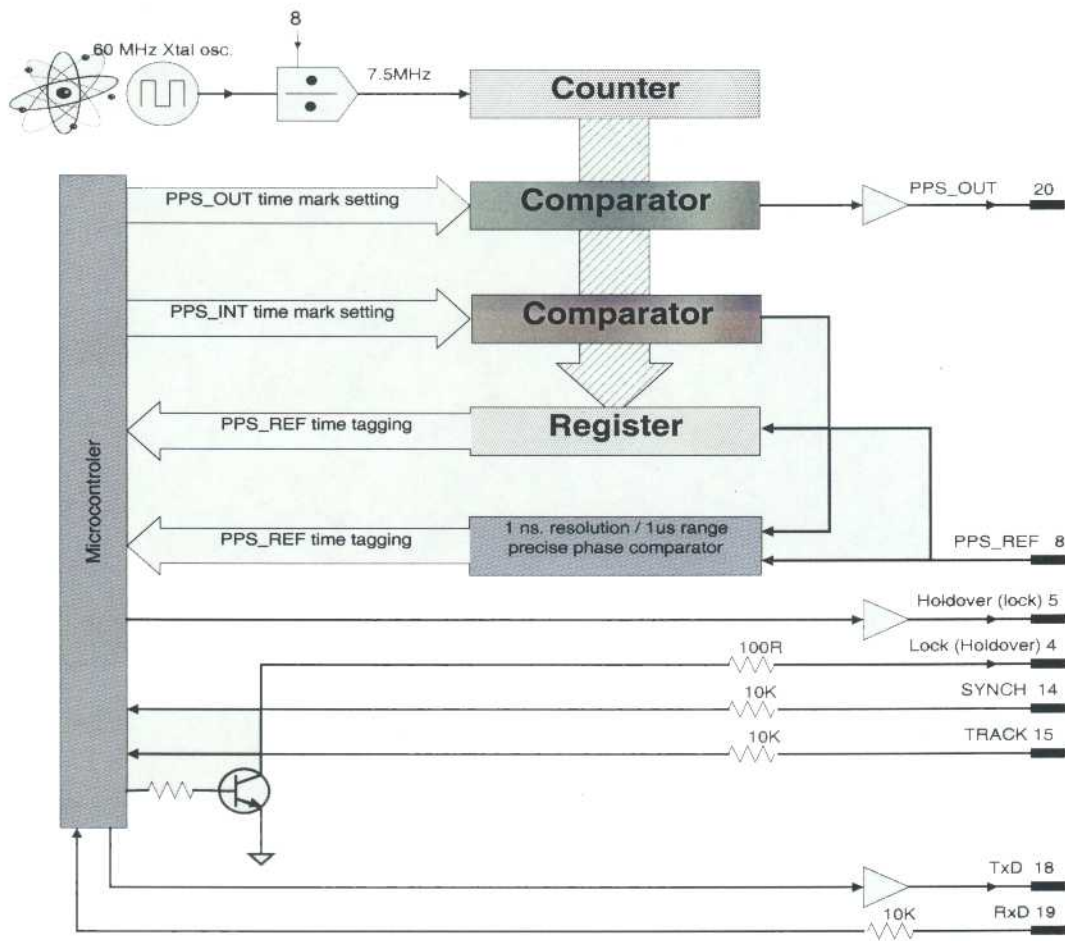 8
60 MHz Xtal osc.
7.5MHz
Counter
PPS_OUT time mark setting
Comparator
PPS_OUT 20
PPS_INT time mark setting
Comparator
PPS_REF time tagging
Register
Microcontroler
PPS_REF time tagging
1 ns. resolution / 1us range
precise phase comparator
PPS_REF 8
Holdover (lock) 5
100R
Lock (Holdover) 4
10K
SYNCH 14
10K
TRACK 15
TxD 18
10K
RxD 19